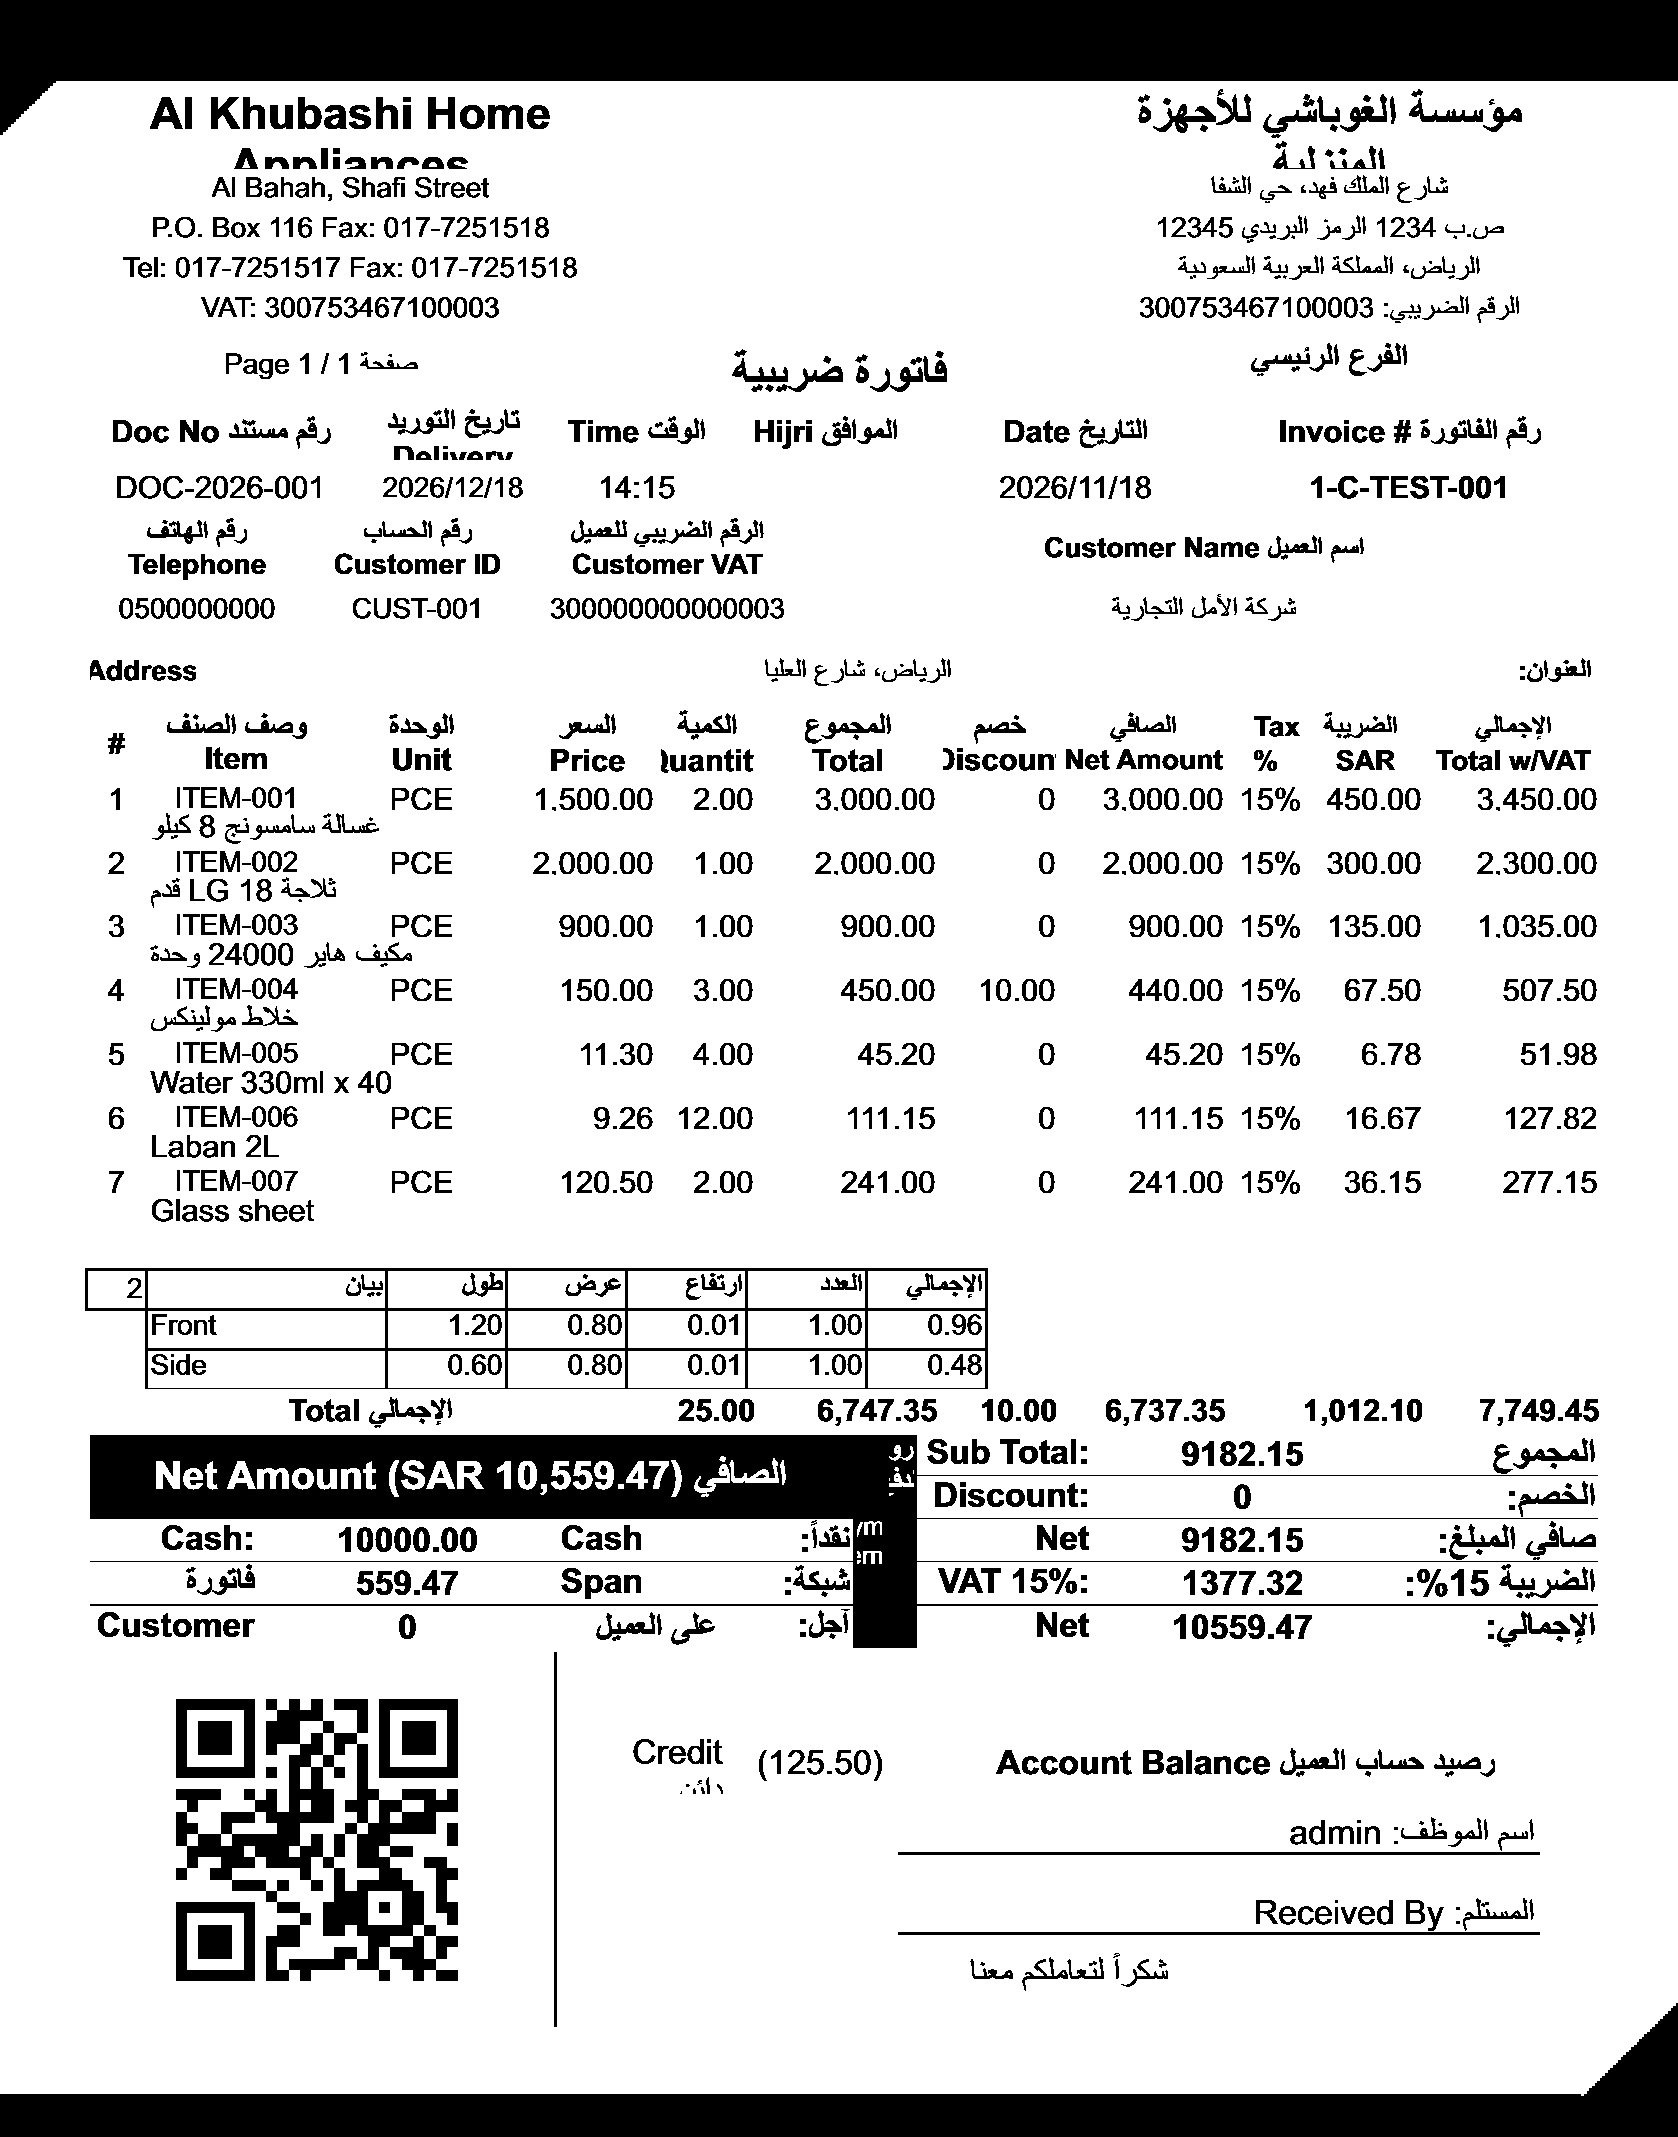 Al Khubashi Home
Appliances
Al Bahah, Shafi Street
P.O. Box 116 Fax: 017-7251518
Tel: 017-7251517 Fax: 017-7251518
VAT: 300753467100003
مؤسسة الغوباشي للأجهزة
المنزلية
شارع الملك فهد، حي الشفا
ص.ب 1234 الرمز البريدي 12345
الرياض، المملكة العربية السعودية
الرقم الضريبي: 300753467100003
Page 1 / 1 صفحة
فاتورة ضريبية
الفرع الرئيسي
Doc No رقم مستند
تاريخ التوريد
Delivery
Time الوقت
Hijri الموافق
Date التاريخ
Invoice # رقم الفاتورة
DOC-2026-001 2026/12/18 14:15 2026/11/18 1-C-TEST-001
رقم الهاتف رقم الحساب الرقم الضريبي للعميل
Telephone Customer ID Customer VAT
Customer Name اسم العميل
0500000000 CUST-001 300000000000003 شركة الأمل التجارية
Address الرياض، شارع العليا العنوان:
وصف الصنف الوحدة السعر الكمية المجموع خصم الصافي Tax الضريبة الإجمالي
# Item Unit Price uantit Total iscoun Net Amount % SAR Total w/VAT
1 ITEM-001 PCE 1,500.00 2.00 3,000.00 0 3,000.00 15% 450.00 3,450.00
غسالة سامسونج 8 كيلو
2 ITEM-002 PCE 2,000.00 1.00 2,000.00 0 2,000.00 15% 300.00 2,300.00
ثلاجة LG 18 قدم
3 ITEM-003 PCE 900.00 1.00 900.00 0 900.00 15% 135.00 1,035.00
مكيف هاير 24000 وحدة
4 ITEM-004 PCE 150.00 3.00 450.00 10.00 440.00 15% 67.50 507.50
خلاط مولينكس
5 ITEM-005 PCE 11.30 4.00 45.20 0 45.20 15% 6.78 51.98
Water 330ml x 40
6 ITEM-006 PCE 9.26 12.00 111.15 0 111.15 15% 16.67 127.82
Laban 2L
7 ITEM-007 PCE 120.50 2.00 241.00 0 241.00 15% 36.15 277.15
Glass sheet
2 بيان طول عرض ارتفاع العدد الإجمالي
Front 1.20 0.80 0.01 1.00 0.96
Side 0.60 0.80 0.01 1.00 0.48
Total الإجمالي 25.00 6,747.35 10.00 6,737.35 1,012.10 7,749.45
Net Amount (SAR 10,559.47) الصافي
Cash: 10000.00 Cash نقداً:
فاتورة 559.47 Span شبكة:
Customer 0 على العميل آجل:
Sub Total: 9182.15 المجموع
Discount: 0 الخصم:
Net 9182.15 صافي المبلغ:
VAT 15%: 1377.32 الضريبة 15%:
Net 10559.47 الإجمالي:
Credit (125.50) Account Balance رصيد حساب العميل
دائن
اسم الموظف: admin
المستلم: Received By
شكراً لتعاملكم معنا